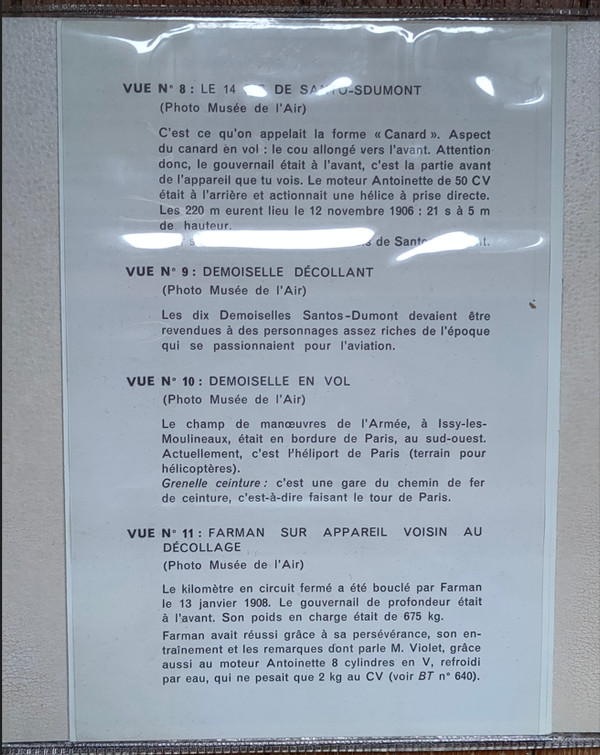 VUE N° 8 : LE 14 DE SANTO-SDUMONT
(Photo Musée de l'Air)
C'est ce qu'on appelait la forme « Canard ». Aspect
du canard en vol : le cou allongé vers l'avant. Attention
donc, le gouvernail était à l'avant, c'est la partie avant
de l'appareil que tu vois. Le moteur Antoinette de 50 CV
était à l'arrière et actionnait une hélice à prise directe.
Les 220 m eurent lieu le 12 novembre 1906 : 21 s à 5 m
de hauteur.
de
VUE N° 9 : DEMOISELLE DÉCOLLANT
(Photo Musée de l'Air)
Les dix Demoiselles Santos-Dumont devaient être
revendues à des personnages assez riches de l'époque
qui se passionnaient pour l'aviation.
VUE N° 10 : DEMOISELLE EN VOL
(Photo Musée de l'Air)
Le champ de manœuvres de l'Armée, à Issy-les-
Moulineaux, était en bordure de Paris, au sud-ouest.
Actuellement, c'est l'héliport de Paris (terrain pour
hélicoptères).
Grenelle ceinture : c'est une gare du chemin de fer
de ceinture, c'est-à-dire faisant le tour de Paris.
VUE N° 11 : FARMAN SUR APPAREIL VOISIN AU
DÉCOLLAGE
(Photo Musée de l'Air)
Le kilomètre en circuit fermé a été bouclé par Farman
le 13 janvier 1908. Le gouvernail de profondeur était
à l'avant. Son poids en charge était de 675 kg.
Farman avait réussi grâce à sa persévérance, son en-
traînement et les remarques dont parle M. Violet, grâce
aussi au moteur Antoinette 8 cylindres en V, refroidi
par eau, qui ne pesait que 2 kg au CV (voir BT n° 640).